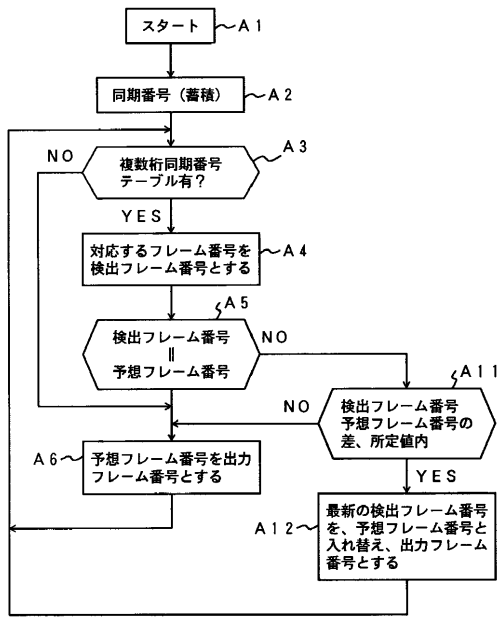 スタート
A1
同期番号（蓄積）
A2
NO
A3
複数桁同期番号
テーブル有？
YES
対応するフレーム番号を
検出フレーム番号とする
A4
A5
検出フレーム番号
||
予想フレーム番号
NO
A11
NO
検出フレーム番号
予想フレーム番号の
差、所定値内
A6
予想フレーム番号を出力
フレーム番号とする
YES
A12
最新の検出フレーム番号
を、予想フレーム番号と
入れ替え、出力フレーム
番号とする